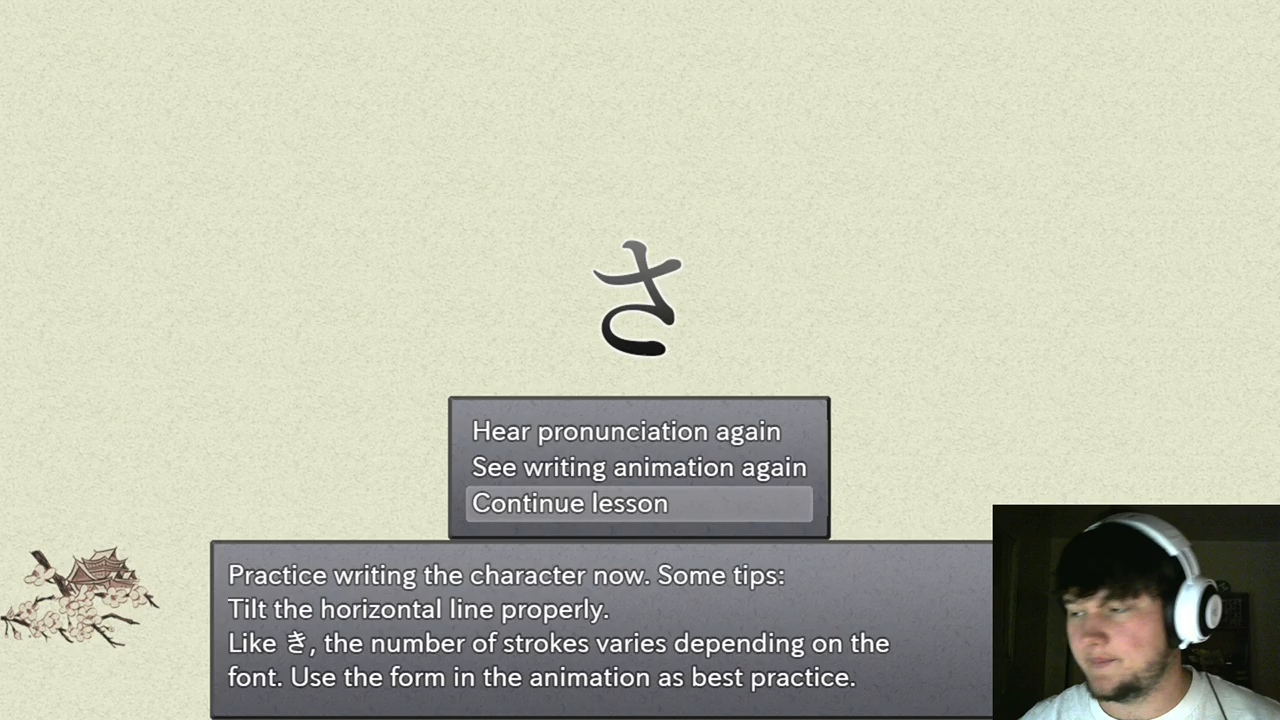 さ
Hear pronunciation again
See writing animation again
Continue lesson
Practice writing the character now. Some tips:
Tilt the horizontal line properly.
Like き, the number of strokes varies depending on the
font. Use the form in the animation as best practice.